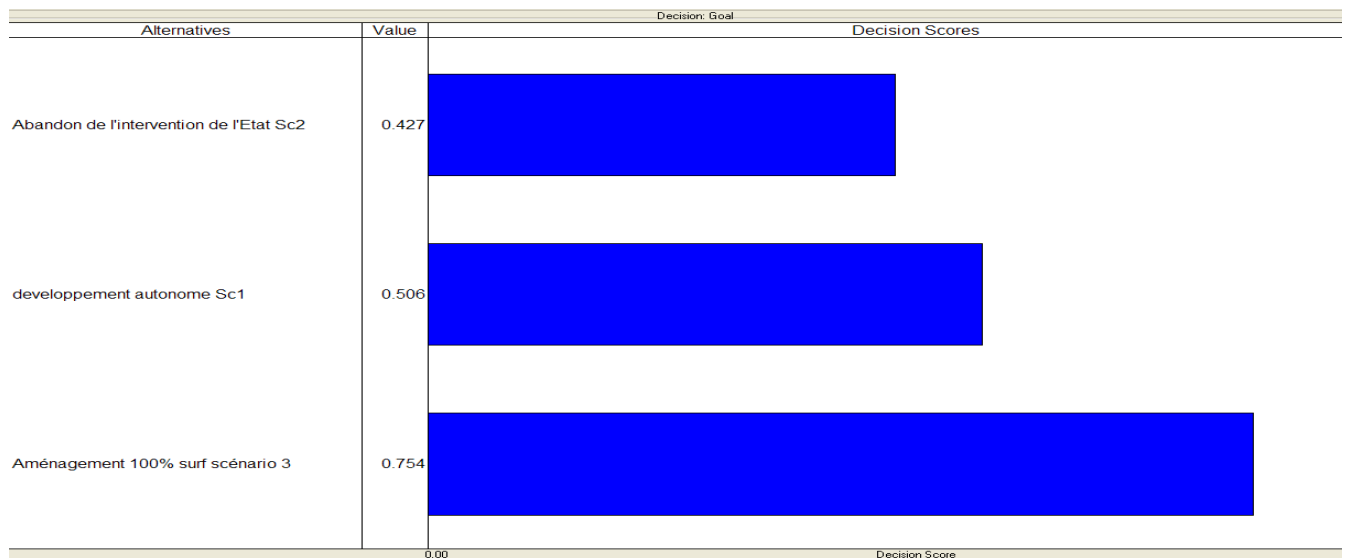 Decision: Goal
Alternatives Value Decision Scores
Abandon de l'intervention de l'Etat Sc2 0.427
developpement autonome Sc1 0.506
Aménagement 100% surf scénario 3 0.754
0.00 Decision Score